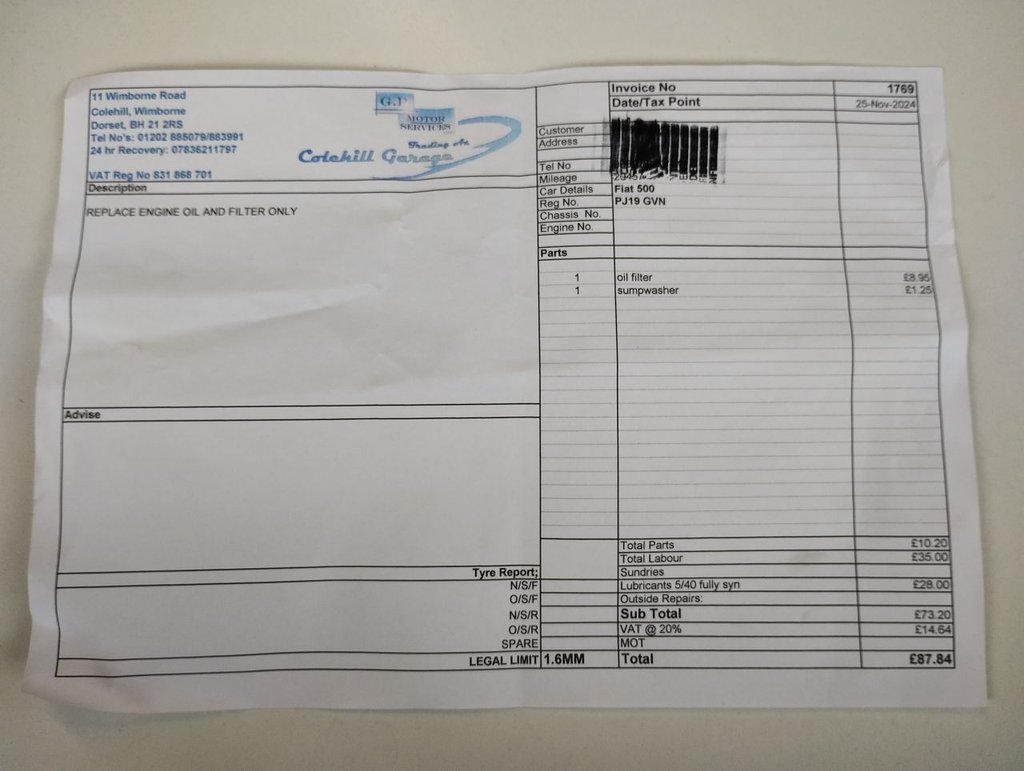 11 Wimborne Road
Colehill, Wimborne
Dorset, BH 21 2RS
Tel No's: 01202 885079/883991
24 hr Recovery: 07836211797
VAT Reg No 831 868 701
G.P
MOTOR
SERVICES
Trading As
Colehill Garage
Invoice No 1769
Date/Tax Point 25-Nov-2024
Customer
Address
Tel No
Mileage
Car Details Fiat 500
Reg No. PJ19 GVN
Chassis No.
Engine No.
Description
REPLACE ENGINE OIL AND FILTER ONLY
Parts
1 oil filter £8.95
1 sumpwasher £1.25
Advise
Total Parts £10.20
Total Labour £35.00
Tyre Report; Sundries
N/S/F Lubricants 5/40 fully syn £28.00
O/S/F Outside Repairs:
N/S/R Sub Total £73.20
O/S/R VAT @ 20% £14.64
SPARE MOT
LEGAL LIMIT 1.6MM Total £87.84